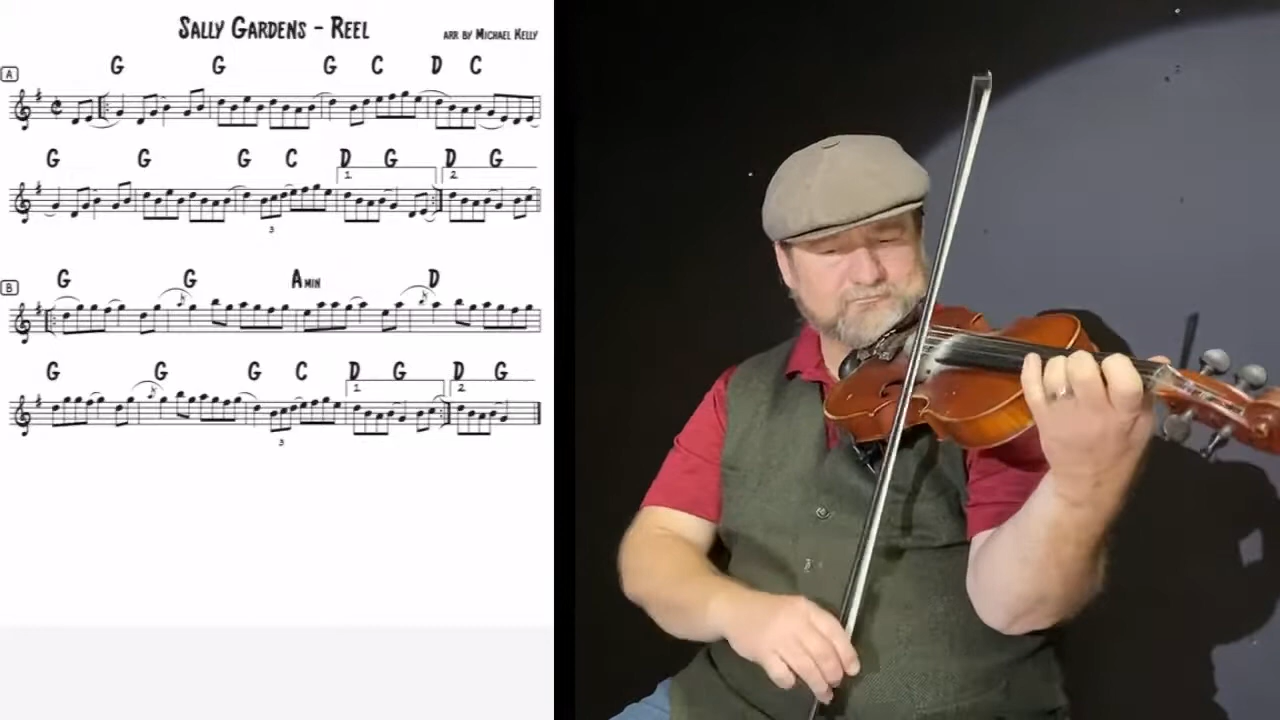 Sally Gardens - Reel
arr by Michael Kelly
G G G C D C
A
G G G C D G D G
1 2
3
G G Amin D
B
G G G C D G D G
1 2
3